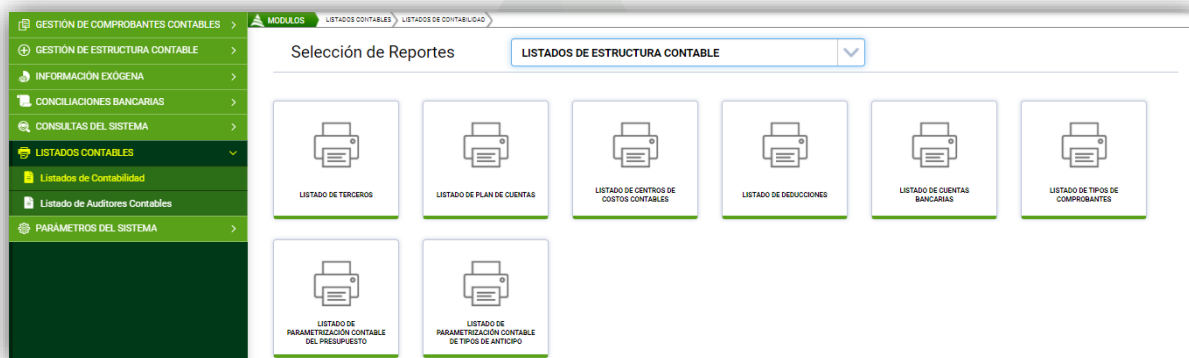 GESTIÓN DE COMPROBANTES CONTABLES
GESTIÓN DE ESTRUCTURA CONTABLE
INFORMACIÓN EXÓGENA
CONCILIACIONES BANCARIAS
CONSULTAS DEL SISTEMA
LISTADOS CONTABLES
Listados de Contabilidad
Listado de Auditores Contables
PARÁMETROS DEL SISTEMA
MODULOS LISTADOS CONTABLES LISTADOS DE CONTABILIDAD
Selección de Reportes LISTADOS DE ESTRUCTURA CONTABLE
LISTADO DE TERCEROS
LISTADO DE PLAN DE CUENTAS
LISTADO DE CENTROS DE
COSTOS CONTABLES
LISTADO DE DEDUCCIONES
LISTADO DE CUENTAS
BANCARIAS
LISTADO DE TIPOS DE
COMPROBANTES
LISTADO DE
PARAMETRIZACIÓN CONTABLE
DEL PRESUPUESTO
LISTADO DE
PARAMETRIZACIÓN CONTABLE
DE TIPOS DE ANTICIPO